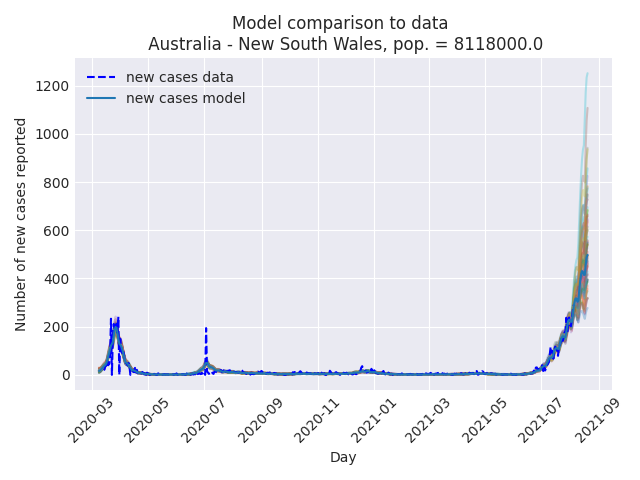 Model comparison to data
Australia - New South Wales, pop. = 8118000.0
new cases data
new cases model
Number of new cases reported
1200
1000
800
600
400
200
0
2020-03
2020-05
2020-07
2020-09
2020-11
2021-01
2021-03
2021-05
2021-07
2021-09
Day